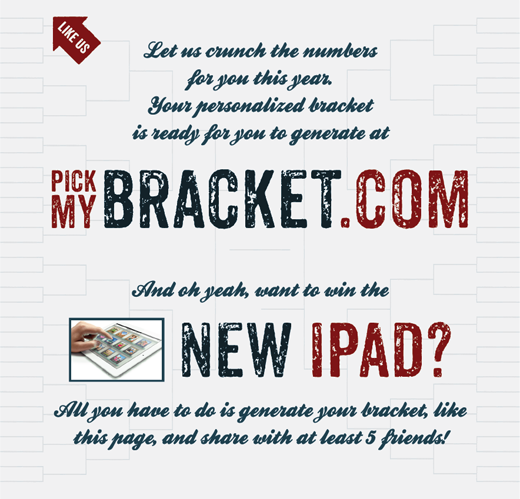 LIKE US
Let us crunch the numbers
for you this year.
Your personalized bracket
is ready for you to generate at
PICK
MY
BRACKET.COM
And oh yeah, want to win the
NEW IPAD?
All you have to do is generate your bracket, like
this page, and share with at least 5 friends!